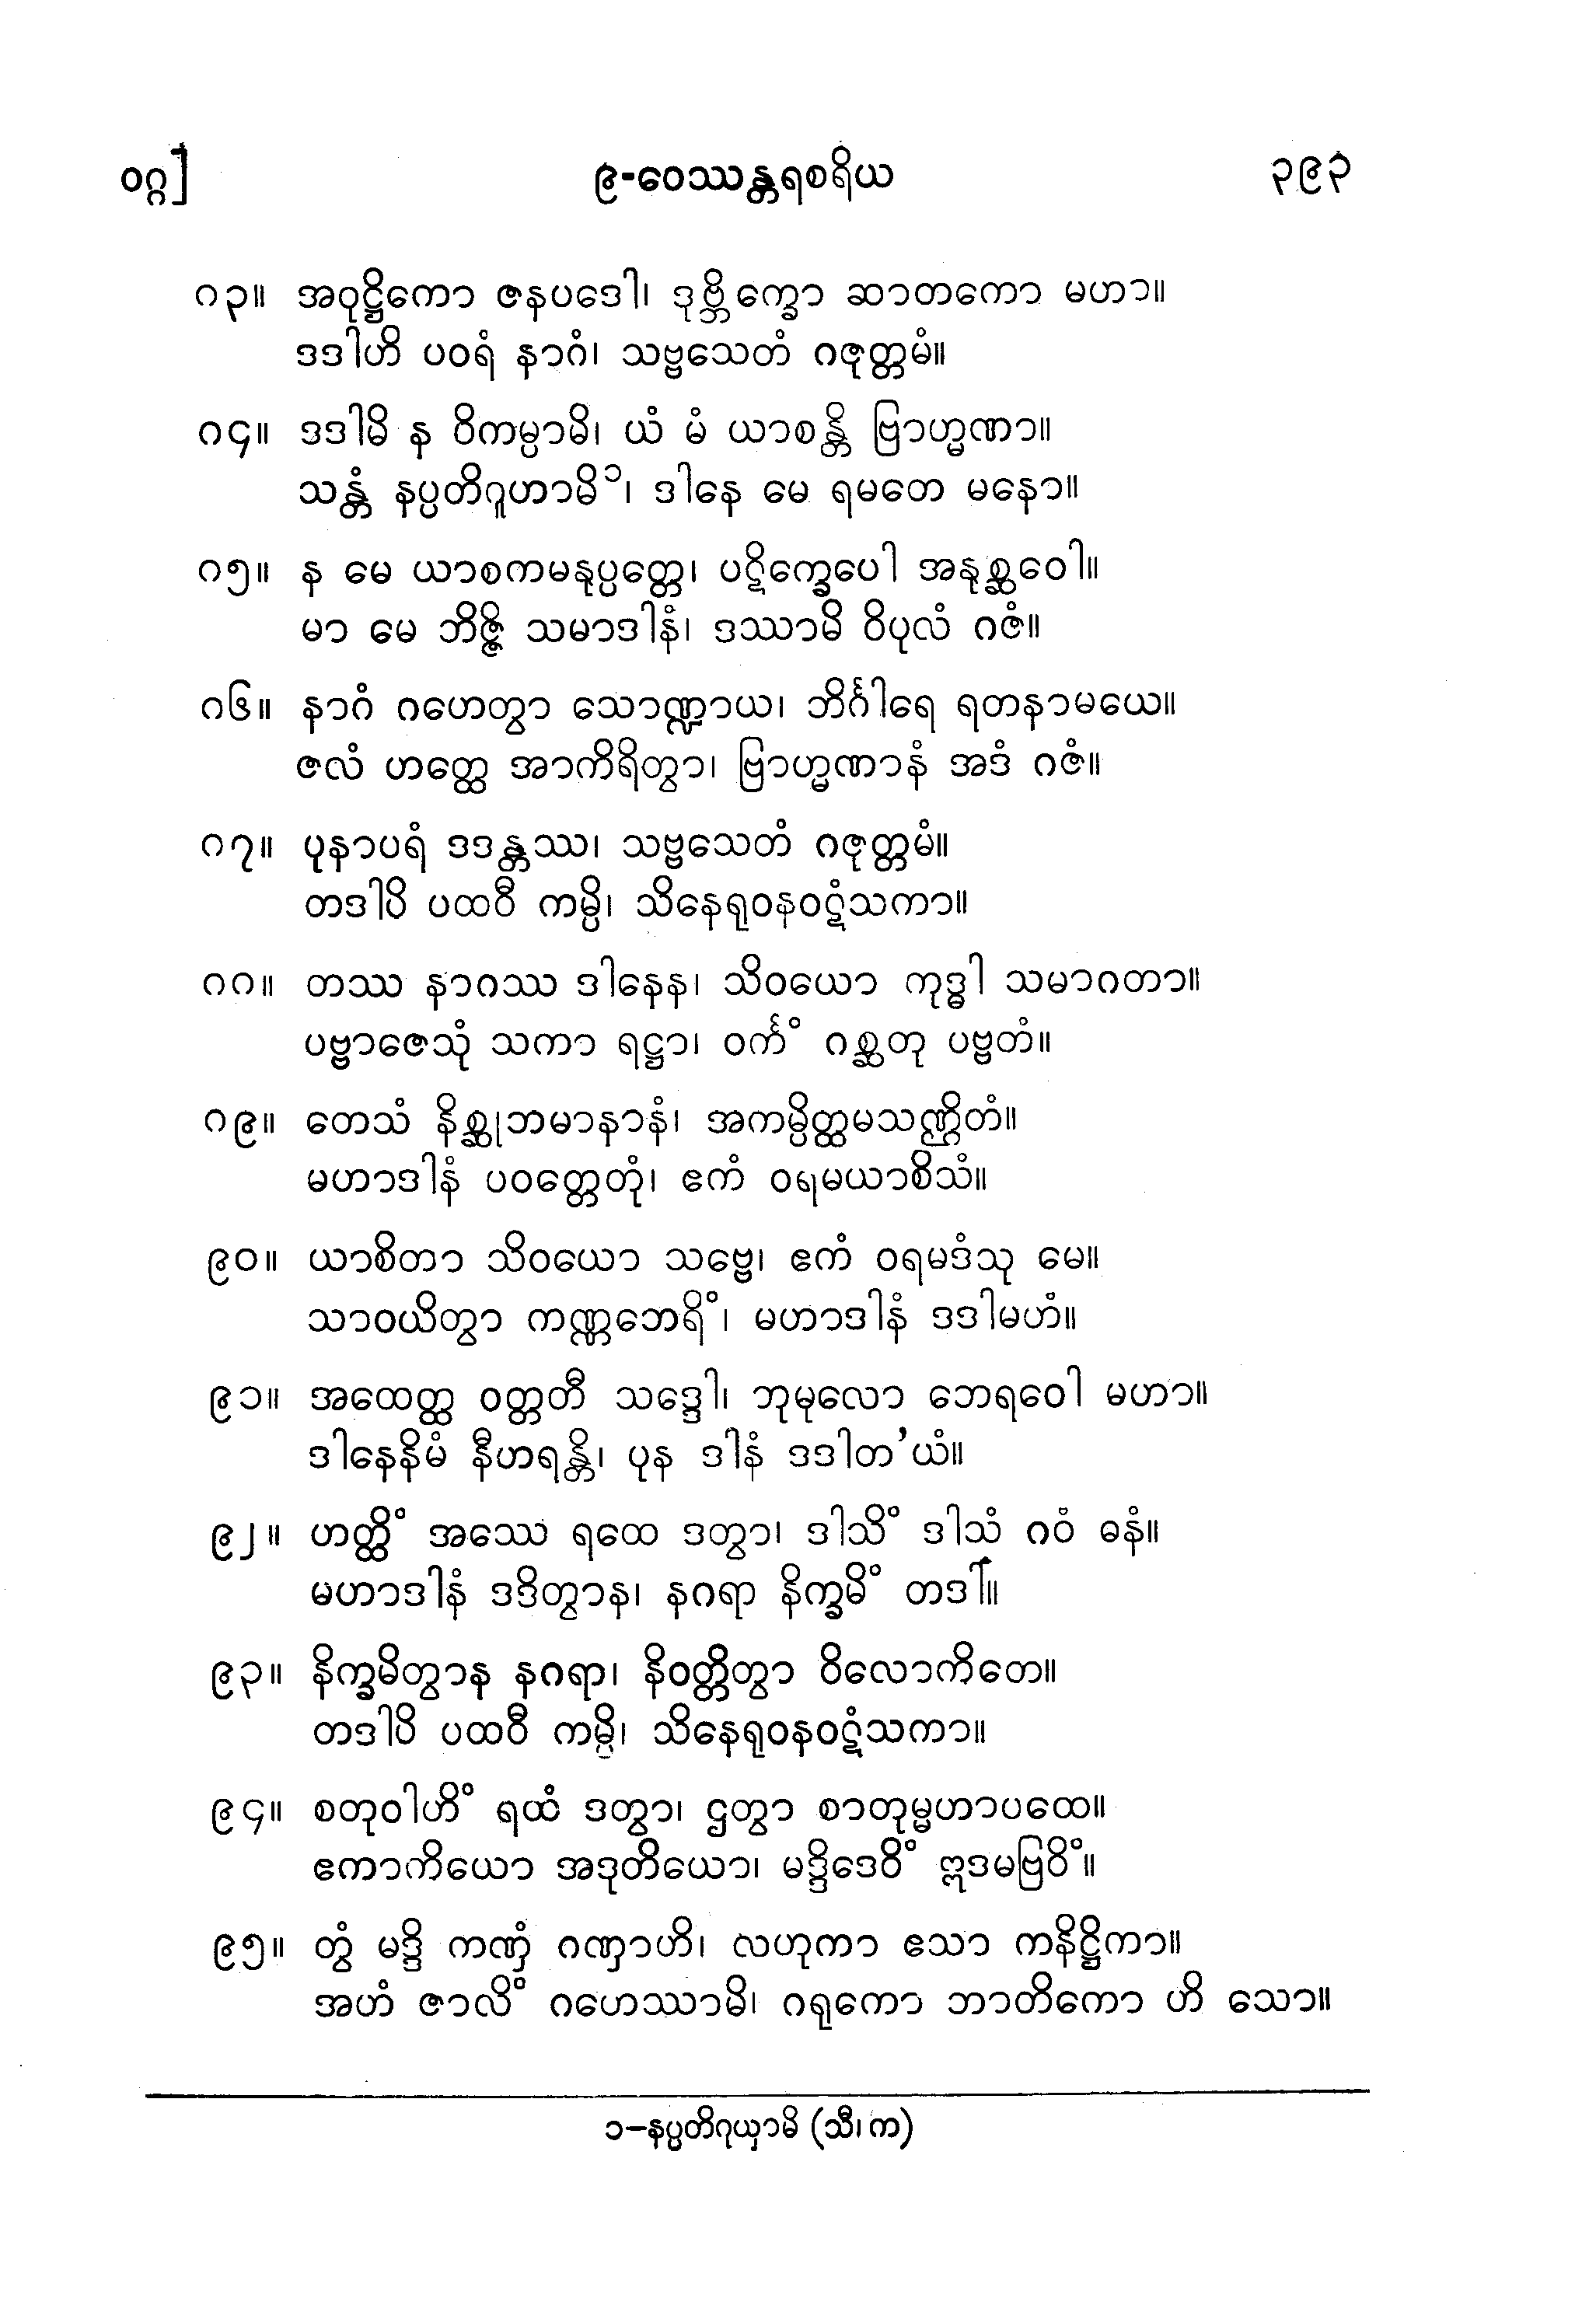 ဝဂ္ဂ] ၉-ဝေဿန္တရစရိယ ၃၉၃
၈၃။ အဝုဋ္ဌိကော ဇနပဒေါ၊ ဒုဗ္ဘိက္ခော ဆာတကော မဟာ။
ဒဒါဟိ ပဝရံ နာဂံ၊ သဗ္ဗသေတံ ဂဇုတ္တမံ။
၈၄။ ဒဒါမိ န ဝိကမ္ပာမိ၊ ယံ မံ ယာစန္တိ ဗြာဟ္မဏာ။
သန္တံ နပ္ပတိဂူဟာမိ၁၊ ဒါနေ မေ ရမတေ မနော။
၈၅။ န မေ ယာစကမနုပ္ပတ္တေ၊ ပဋိက္ခေပေါ အနုစ္ဆဝေါ။
မာ မေ ဘိဇ္ဇိ သမာဒါနံ၊ ဒဿာမိ ဝိပုလံ ဂဇံ။
၈၆။ နာဂံ ဂဟေတွာ သောဏ္ဍာယ၊ ဘိင်္ဂါရေ ရတနာမယေ။
ဇလံ ဟတ္ထေ အာကိရိတွာ၊ ဗြာဟ္မဏာနံ အဒံ ဂဇံ။
၈၇။ ပုနာပရံ ဒဒန္တဿ၊ သဗ္ဗသေတံ ဂဇုတ္တမံ။
တဒါပိ ပထဝီ ကမ္ပိ၊ သိနေရုဝနဝဋံသကာ။
၈၈။ တဿ နာဂဿ ဒါနေန၊ သိဝယော ကုဒ္ဓါ သမာဂတာ။
ပဗ္ဗာဇေသုံ သကာ ရဋ္ဌာ၊ ဝင်္ကံ ဂစ္ဆတု ပဗ္ဗတံ။
၈၉။ တေသံ နိစ္ဆုဘမာနာနံ၊ အကမ္ပိတ္ထမသဏ္ဌိတံ။
မဟာဒါနံ ပဝတ္တေတုံ၊ ဧကံ ဝရမယာစိသံ။
၉၀။ ယာစိတာ သိဝယော သဗ္ဗေ၊ ဧကံ ဝရမဒံသု မေ။
သာဝယိတွာ ကဏ္ဏဘေရိံ၊ မဟာဒါနံ ဒဒါမဟံ။
၉၁။ အထေတ္ထ ဝတ္တတီ သဒ္ဒေါ၊ ဘုမုလော ဘေရဝေါ မဟာ။
ဒါနေနိမံ နီဟရန္တိ၊ ပုန ဒါနံ ဒဒါတ’ယံ။
၉၂။ ဟတ္ထိံ အဿေ ရထေ ဒတွာ၊ ဒါသိံ ဒါသံ ဂဝံ ဓနံ။
မဟာဒါနံ ဒဒိတွာန၊ နဂရာ နိက္ခမိံ တဒါ။
၉၃။ နိက္ခမိတွာန နဂရာ၊ နိဝတ္တိတွာ ဝိလောကိတေ။
တဒါပိ ပထဝီ ကမ္ပိ၊ သိနေရုဝနဝဋံသကာ။
၉၄။ စတုဝါဟိံ ရထံ ဒတွာ၊ ဌတွာ စာတုမ္မဟာပထေ။
ဧကာကိယော အဒုတိယော၊ မဒ္ဒိဒေဝိံ ဣဒမဗြဝိံ။
၉၅။ တွံ မဒ္ဒိ ကဏှံ ဂဏှာဟိ၊ လဟုကာ ဧသာ ကနိဋ္ဌိကာ။
အဟံ ဇာလိံ ဂဟေဿာမိ၊ ဂရုကော ဘာတိကော ဟိ သော။
၁–နပ္ပတိဂုယှာမိ (သီ၊ က)